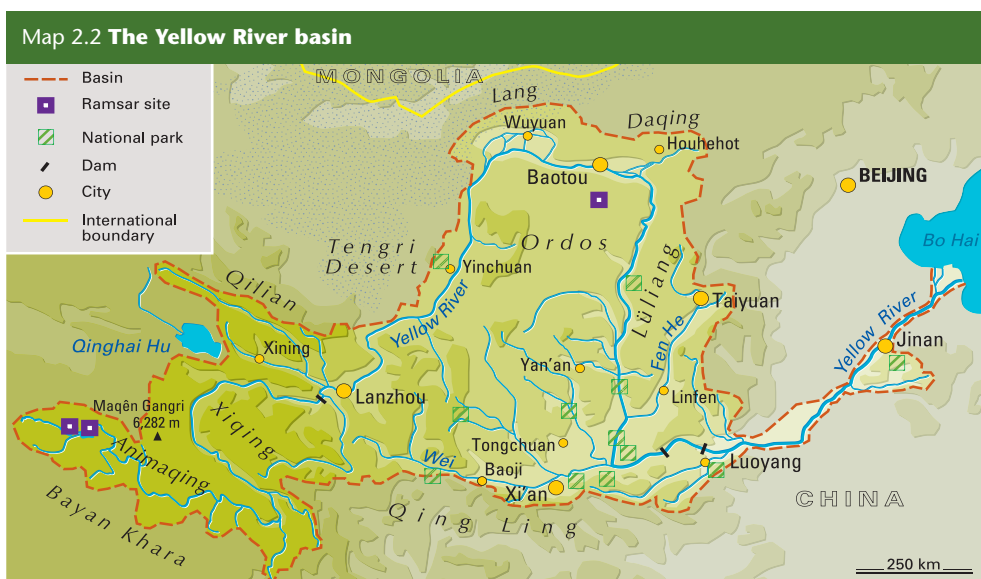 Map 2.2 The Yellow River basin
Basin
Ramsar site
National park
Dam
City
International
boundary
MONGOLIA
Lang
Wuyuan
Daqing
Houhehot
Baotou
BEIJING
Bo Hai
Ordos
Tengri
Desert
Yinchuan
Qilian
Yellow River
Lüliang
Taiyuan
Fen He
Yellow River
Jinan
Qinghai Hu
Xining
Yan'an
Lanzhou
Linfen
Maqên Gangri
6,282 m
Xiqing
Animaqing
Tongchuan
Wei
Baoji
Xi'an
Luoyang
CHINA
Bayan Khara
Qing Ling
250 km